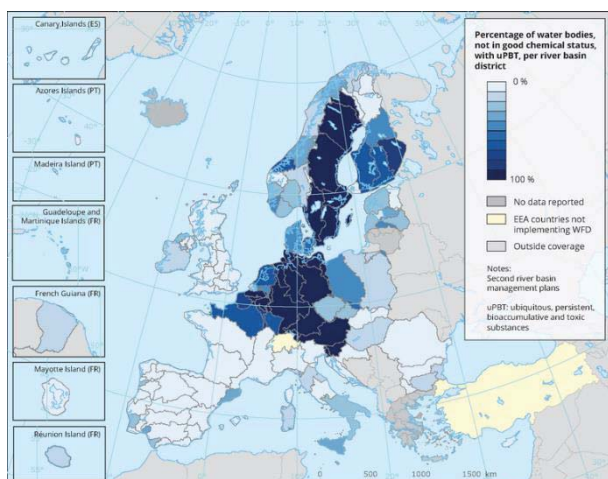 Canary Islands (ES)
Azores Islands (PT)
Madeira Island (PT)
Guadeloupe and
Martinique Islands (FR)
French Guiana (FR)
Mayotte Island (FR)
Réunion Island (FR)
Percentage of water bodies,
not in good chemical status,
with uPBT, per river basin
district
0 %
100 %
No data reported
EEA countries not
implementing WFD
Outside coverage
Notes:
Second river basin
management plans
uPBT: ubiquitous, persistent,
bioaccumulative and toxic
substances
0 500 1000 1500 km